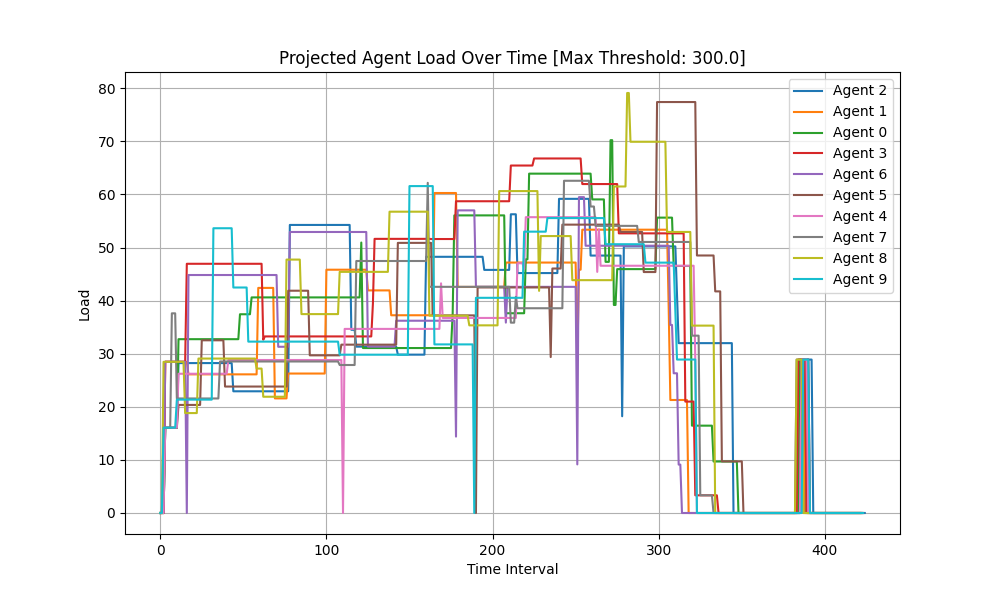 Projected Agent Load Over Time [Max Threshold: 300.0]
Load
80
70
60
50
40
30
20
10
0
0 100 200 300 400
Time Interval
Agent 2
Agent 1
Agent 0
Agent 3
Agent 6
Agent 5
Agent 4
Agent 7
Agent 8
Agent 9